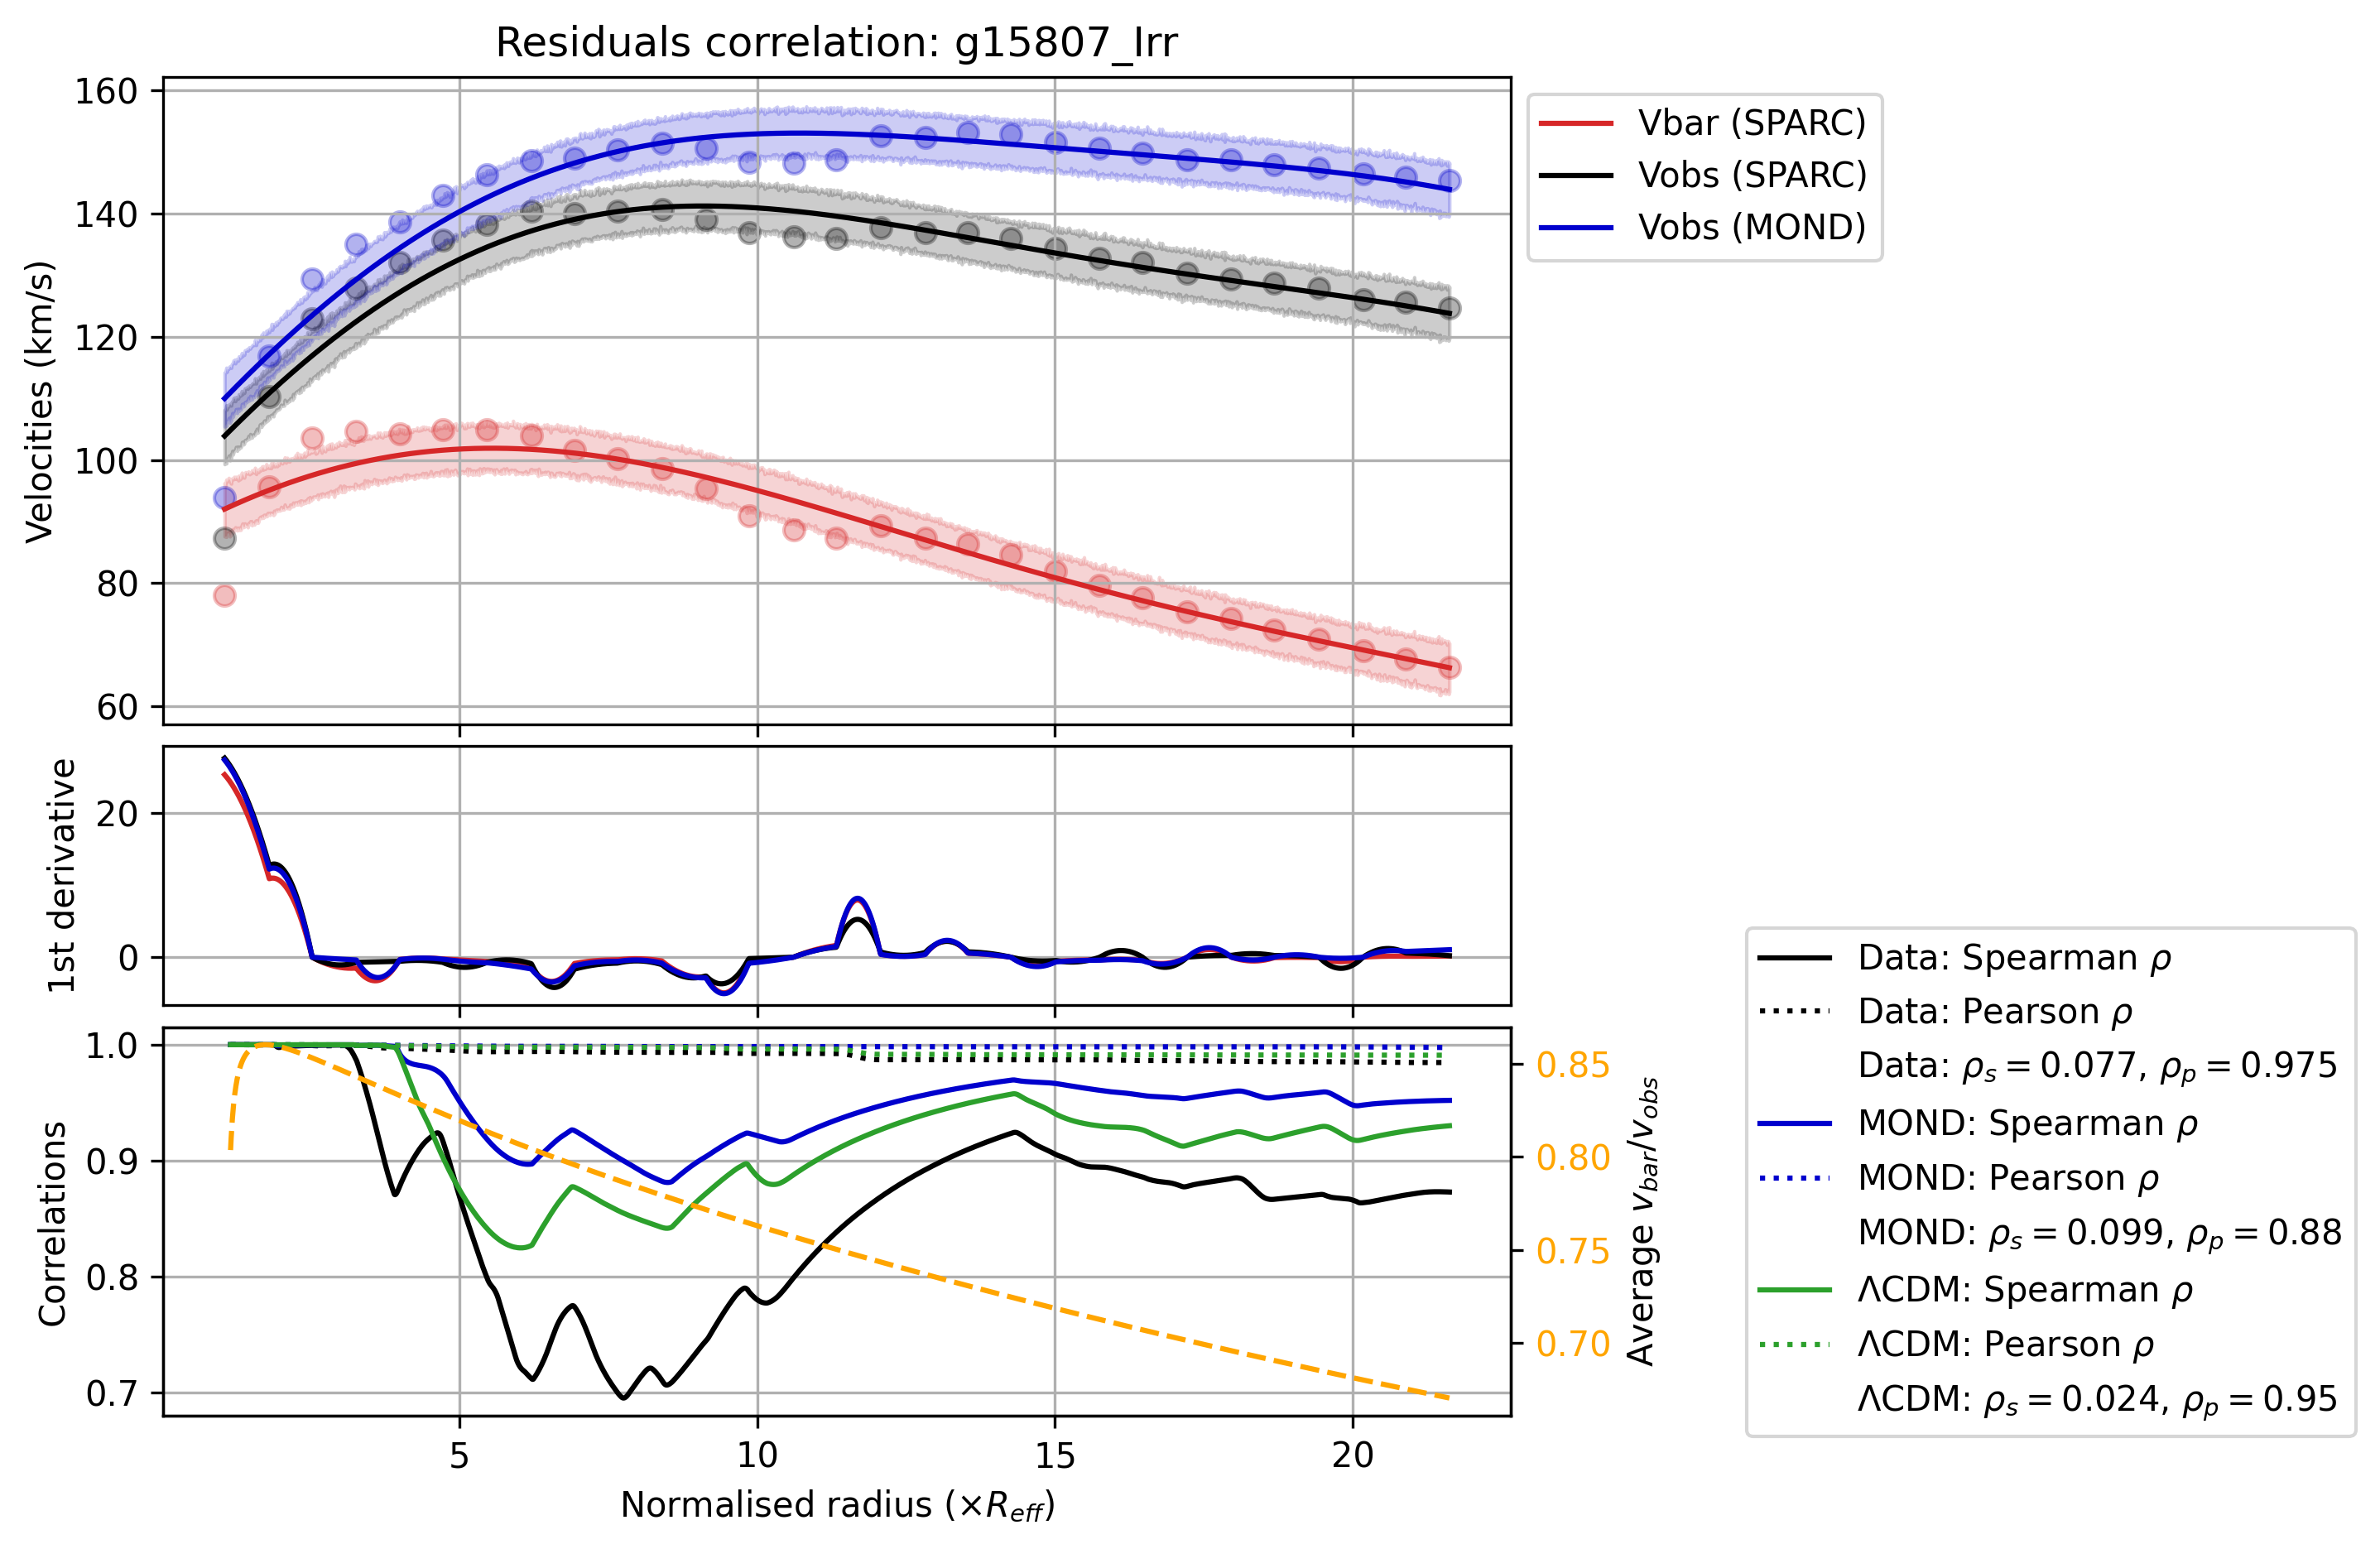 Residuals correlation: g15807_Irr
Velocities (km/s)
160
140
120
100
80
60
Vbar (SPARC)
Vobs (SPARC)
Vobs (MOND)
1st derivative
20
0
Correlations
1.0
0.9
0.8
0.7
0.85
0.80
0.75
0.70
Average v_bar/v_obs
5 10 15 20
Normalised radius (×R_eff)
Data: Spearman ρ
Data: Pearson ρ
Data: ρ_s = 0.077, ρ_p = 0.975
MOND: Spearman ρ
MOND: Pearson ρ
MOND: ρ_s = 0.099, ρ_p = 0.88
ΛCDM: Spearman ρ
ΛCDM: Pearson ρ
ΛCDM: ρ_s = 0.024, ρ_p = 0.95